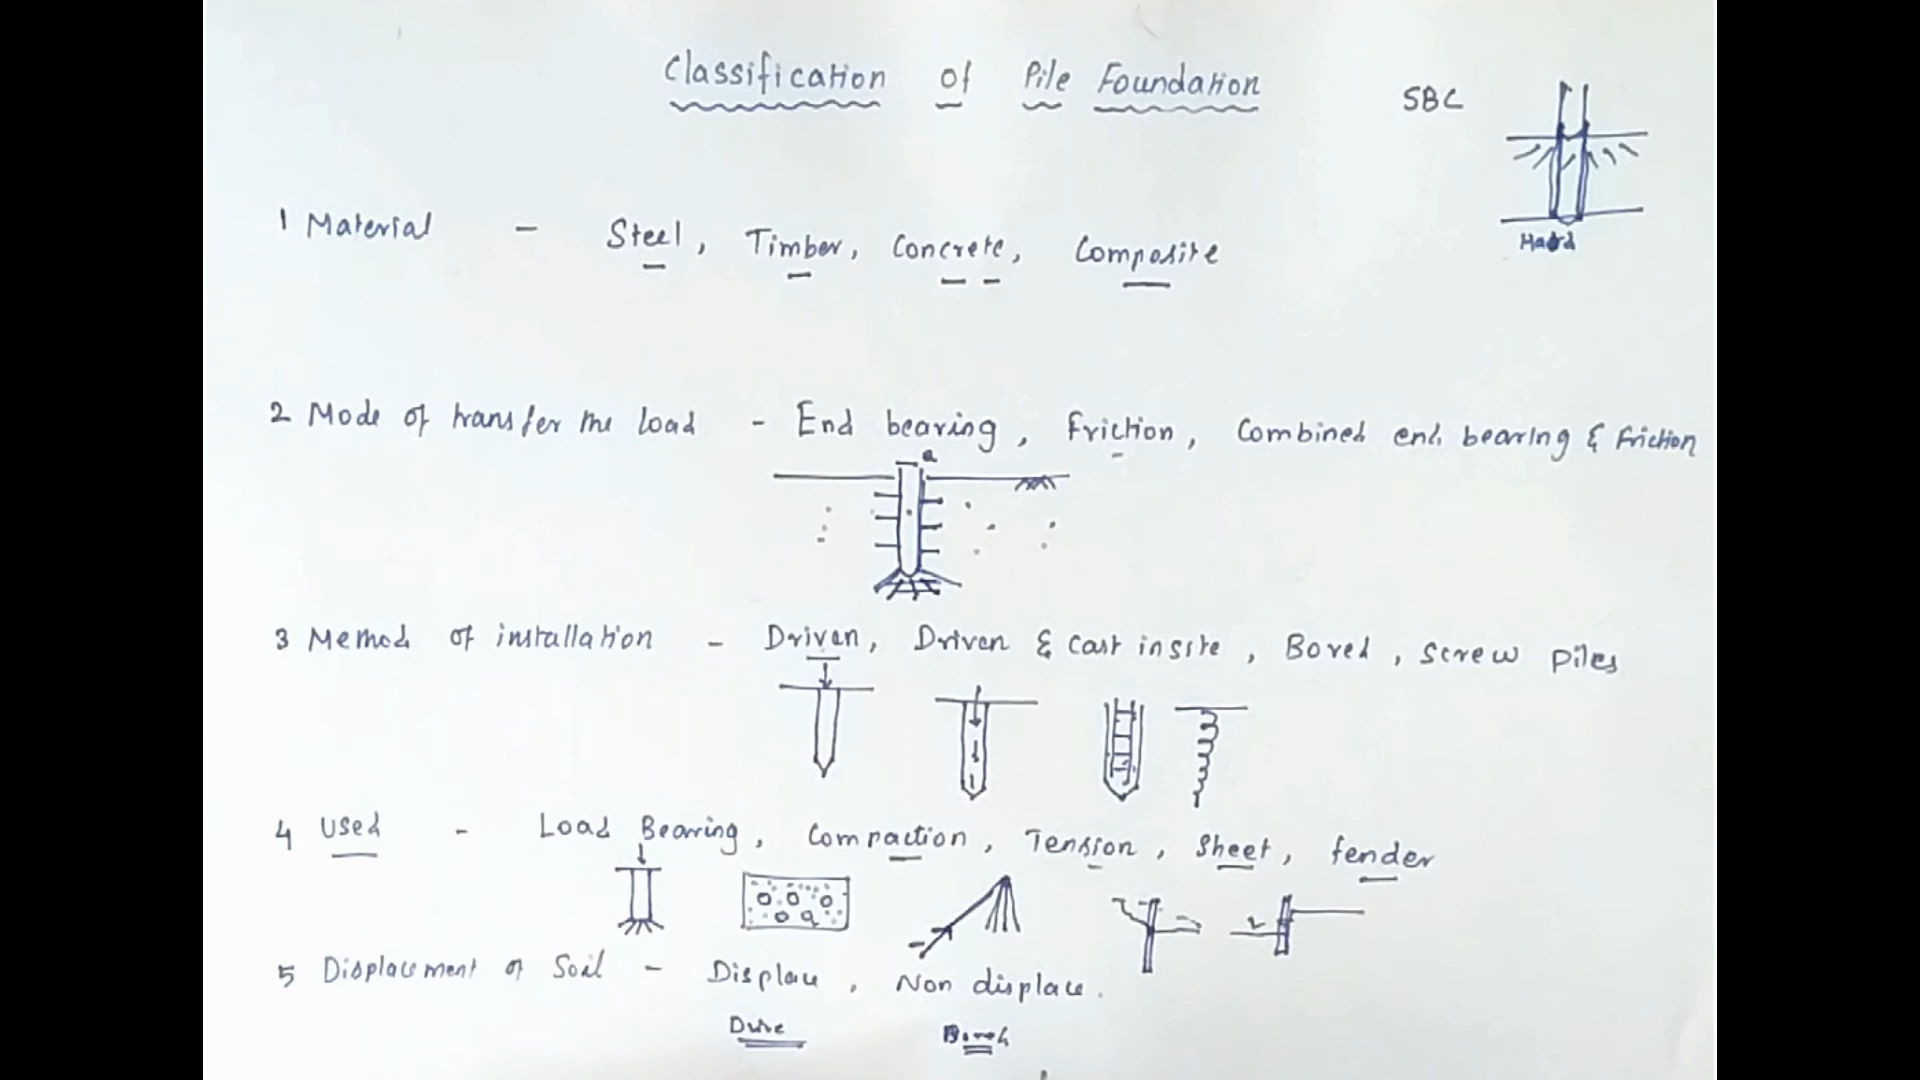 Classification of Pile Foundation
SBC
Hard
1 Material - Steel, Timber, Concrete, Composite
2 Mode of transfer the load - End bearing, Friction, Combined end bearing & Friction
a
3 Method of installation - Driven, Driven & Cast insite, Bored, Screw Piles
4 Used - Load Bearing, Compaction, Tension, Sheet, fender
5 Displacement of Soil - Displace, Non displace.